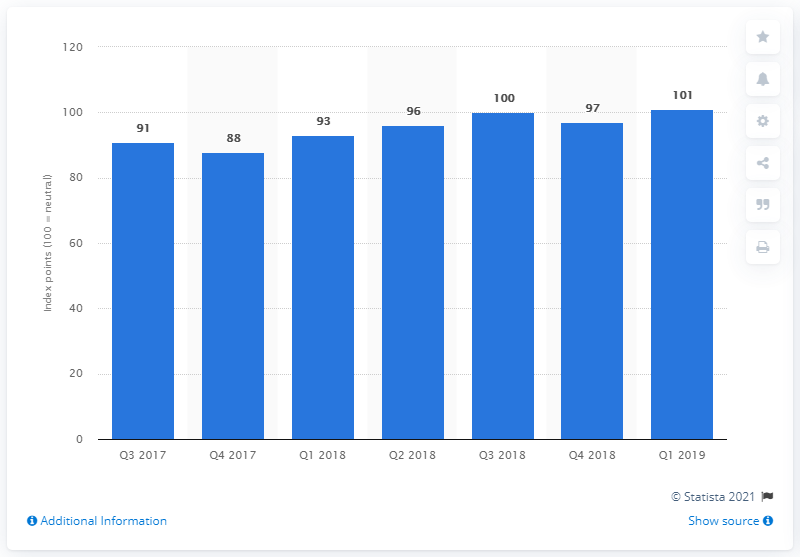 120
100
80
60
40
20
0
Index points (100 = neutral)
91
88
93
96
100
97
101
Q3 2017
Q4 2017
Q1 2018
Q2 2018
Q3 2018
Q4 2018
Q1 2019
© Statista 2021
Additional Information
Show source